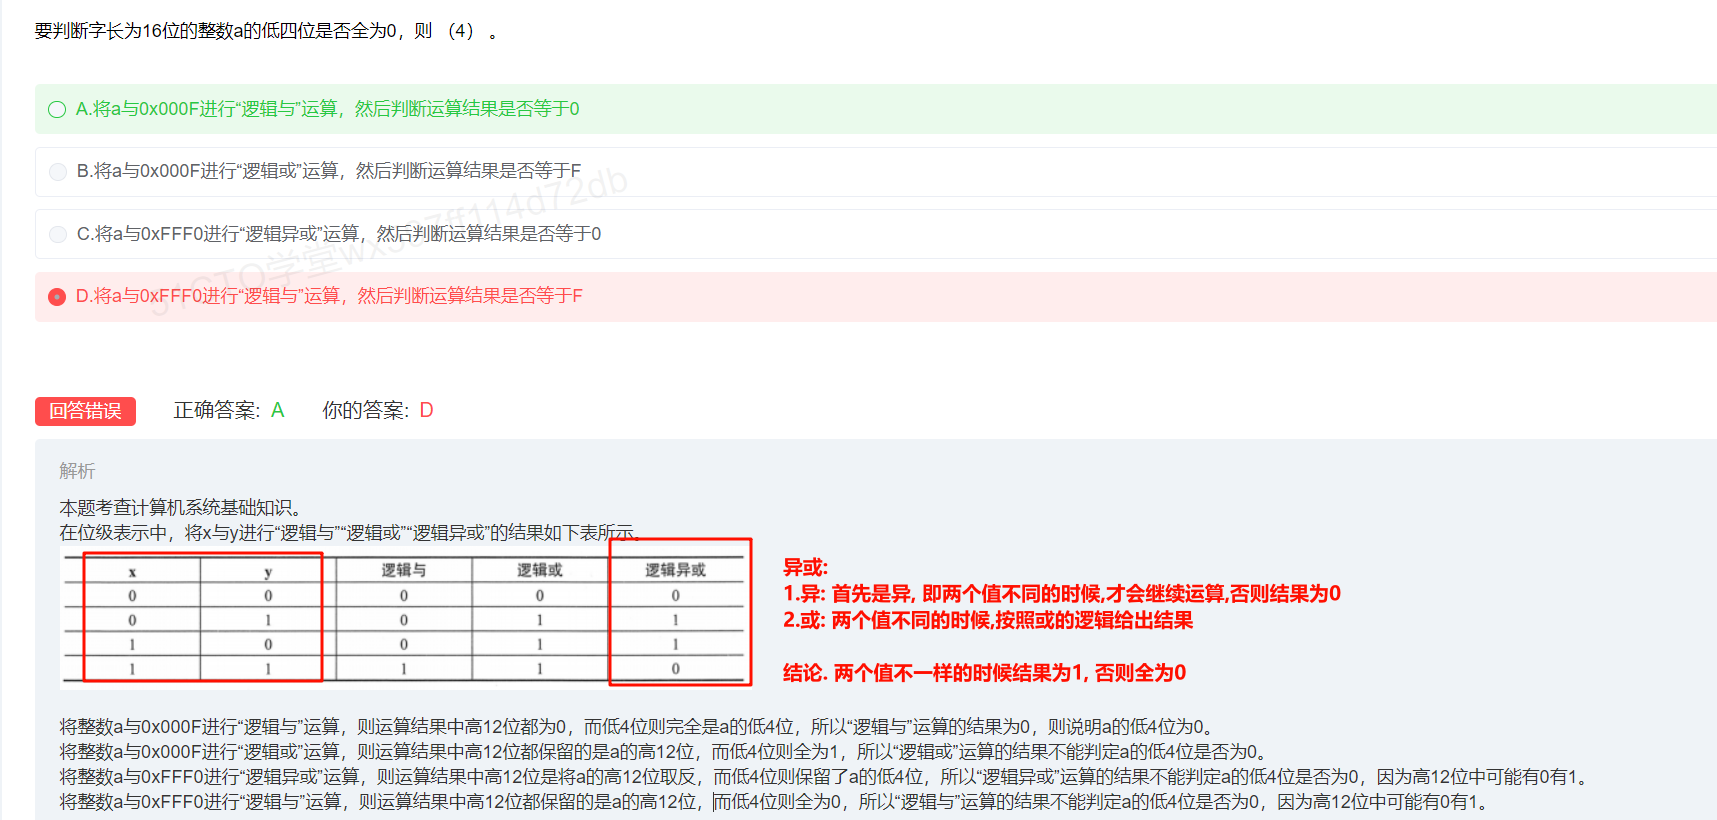 要判断字长为16位的整数a的低四位是否全为0，则 （4） 。
A.将a与0x000F进行“逻辑与”运算，然后判断运算结果是否等于0
B.将a与0x000F进行“逻辑或”运算，然后判断运算结果是否等于F
C.将a与0xFFF0进行“逻辑异或”运算，然后判断运算结果是否等于0
D.将a与0xFFF0进行“逻辑与”运算，然后判断运算结果是否等于F
回答错误 正确答案: A 你的答案: D
解析
本题考查计算机系统基础知识。
在位级表示中，将x与y进行“逻辑与”“逻辑或”“逻辑异或”的结果如下表所示。
x y 逻辑与 逻辑或 逻辑异或
0 0 0 0 0
0 1 0 1 1
1 0 0 1 1
1 1 1 1 0
异或:
1.异: 首先是异, 即两个值不同的时候,才会继续运算,否则结果为0
2.或: 两个值不同的时候,按照或的逻辑给出结果
结论. 两个值不一样的时候结果为1, 否则全为0
将整数a与0x000F进行“逻辑与”运算，则运算结果中高12位都为0，而低4位则完全是a的低4位，所以“逻辑与”运算的结果为0，则说明a的低4位为0。
将整数a与0x000F进行“逻辑或”运算，则运算结果中高12位都保留的是a的高12位，而低4位则全为1，所以“逻辑或”运算的结果不能判定a的低4位是否为0。
将整数a与0xFFF0进行“逻辑异或”运算，则运算结果中高12位是将a的高12位取反，而低4位则保留了a的低4位，所以“逻辑异或”运算的结果不能判定a的低4位是否为0，因为高12位中可能有0有1。
将整数a与0xFFF0进行“逻辑与”运算，则运算结果中高12位都保留的是a的高12位，而低4位则全为0，所以“逻辑与”运算的结果不能判定a的低4位是否为0，因为高12位中可能有0有1。